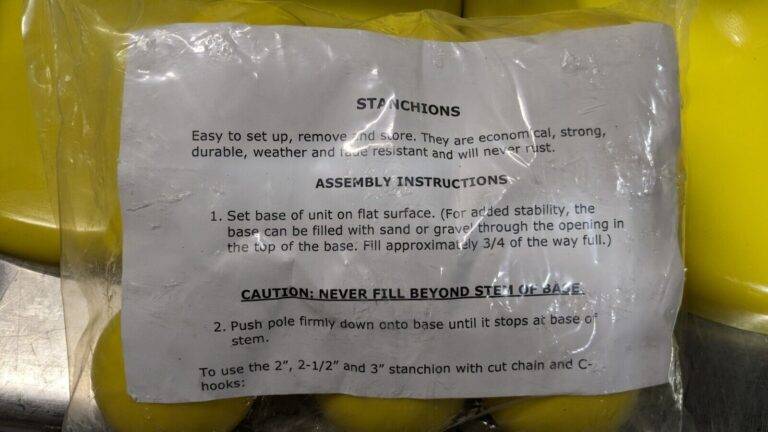 STANCHIONS
Easy to set up, remove and store. They are economical, strong,
durable, weather and fade resistant and will never rust.
ASSEMBLY INSTRUCTIONS
1. Set base of unit on flat surface. (For added stability, the
base can be filled with sand or gravel through the opening in
the top of the base. Fill approximately 3/4 of the way full.)
CAUTION: NEVER FILL BEYOND STEM OF BASE.
2. Push pole firmly down onto base until it stops at base of
stem.
To use the 2", 2-1/2" and 3" stanchion with cut chain and C-
hooks: